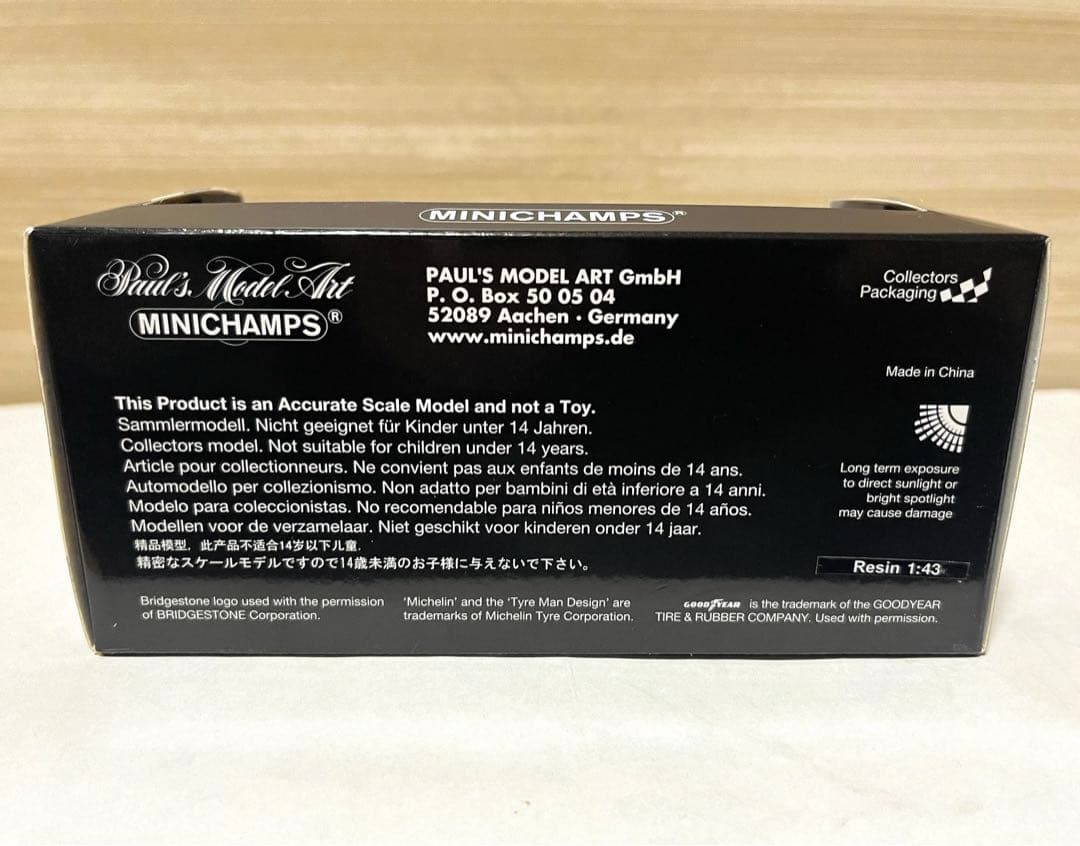 MINICHAMPS®
Paul's Model Art
MINICHAMPS®
PAUL'S MODEL ART GmbH
P. O. Box 50 05 04
52089 Aachen · Germany
www.minichamps.de
Collectors
Packaging
Made in China
This Product is an Accurate Scale Model and not a Toy.
Sammlermodell. Nicht geeignet für Kinder unter 14 Jahren.
Collectors model. Not suitable for children under 14 years.
Article pour collectionneurs. Ne convient pas aux enfants de moins de 14 ans.
Automodello per collezionismo. Non adatto per bambini di età inferiore a 14 anni.
Modelo para coleccionistas. No recomendable para niños menores de 14 años.
Modellen voor de verzamelaar. Niet geschikt voor kinderen onder 14 jaar.
精品模型, 此产品不适合14岁以下儿童.
精密なスケールモデルですので14歳未満のお子様に与えないで下さい。
Long term exposure
to direct sunlight or
bright spotlight
may cause damage
Resin 1:43
Bridgestone logo used with the permission
of BRIDGESTONE Corporation.
'Michelin' and the 'Tyre Man Design' are
trademarks of Michelin Tyre Corporation.
GOODYEAR is the trademark of the GOODYEAR
TIRE & RUBBER COMPANY. Used with permission.